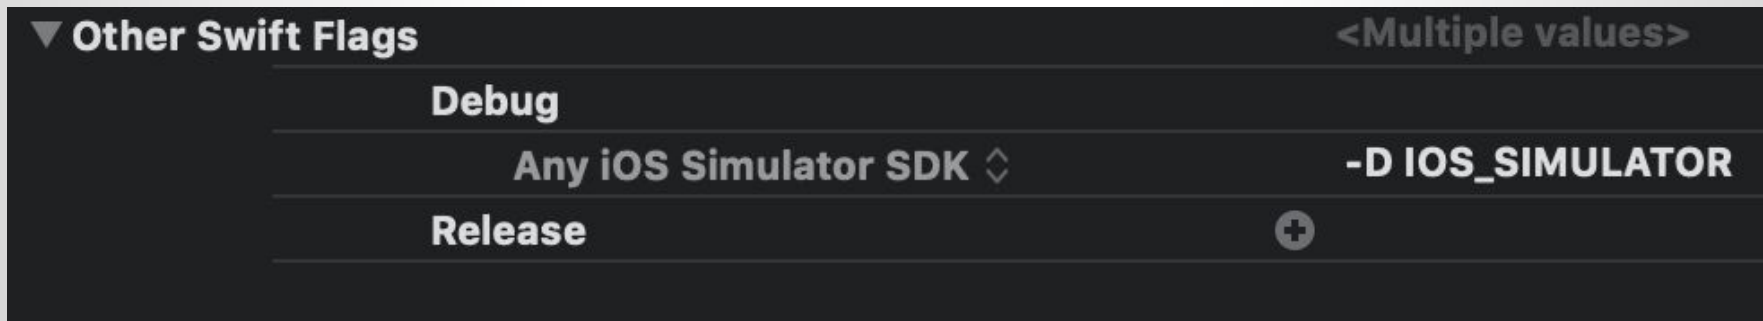 Other Swift Flags <Multiple values>
Debug
Any iOS Simulator SDK -D IOS_SIMULATOR
Release